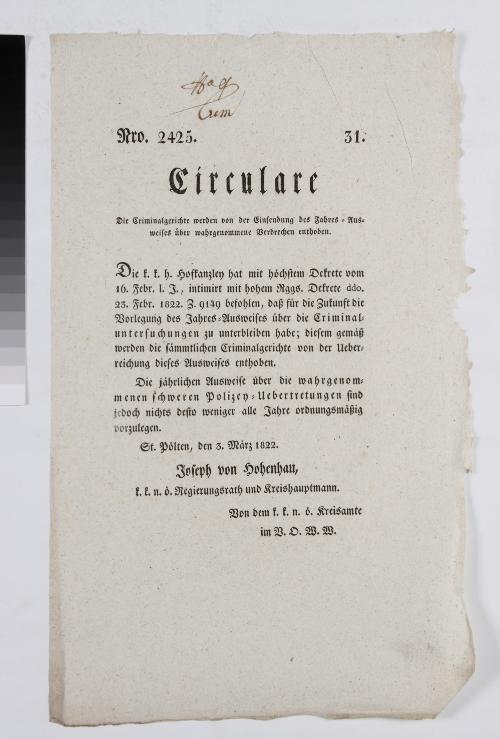 Nro. 2425. 31.
Circulare
Die Criminalgerichte werden von der Einsendung des Jahres-Aus-
weises über wahrgenommene Verbrechen enthoben.
Die k. k. h. Hofkanzley hat mit höchstem Dekrete vom
16. Febr. l. J., intimirt mit hohem Rggs. Dekrete ddo.
23. Febr. 1822. Z. 9149 befohlen, daß für die Zukunft die
Vorlegung des Jahres-Ausweises über die Criminal-
untersuchungen zu unterbleiben habe; diesem gemäß
werden die sämmtlichen Criminalgerichte von der Ueber-
reichung dieses Ausweises enthoben.
Die jährlichen Ausweise über die wahrgenom-
menen schweren Polizey-Uebertretungen sind
jedoch nichts desto weniger alle Jahre ordnungsmäßig
vorzulegen.
St. Pölten, den 3. März 1822.
Joseph von Hohenhau,
k. k. n. ö. Regierungsrath und Kreishauptmann.
Von dem k. k. n. ö. Kreisamte
im V. O. W. W.